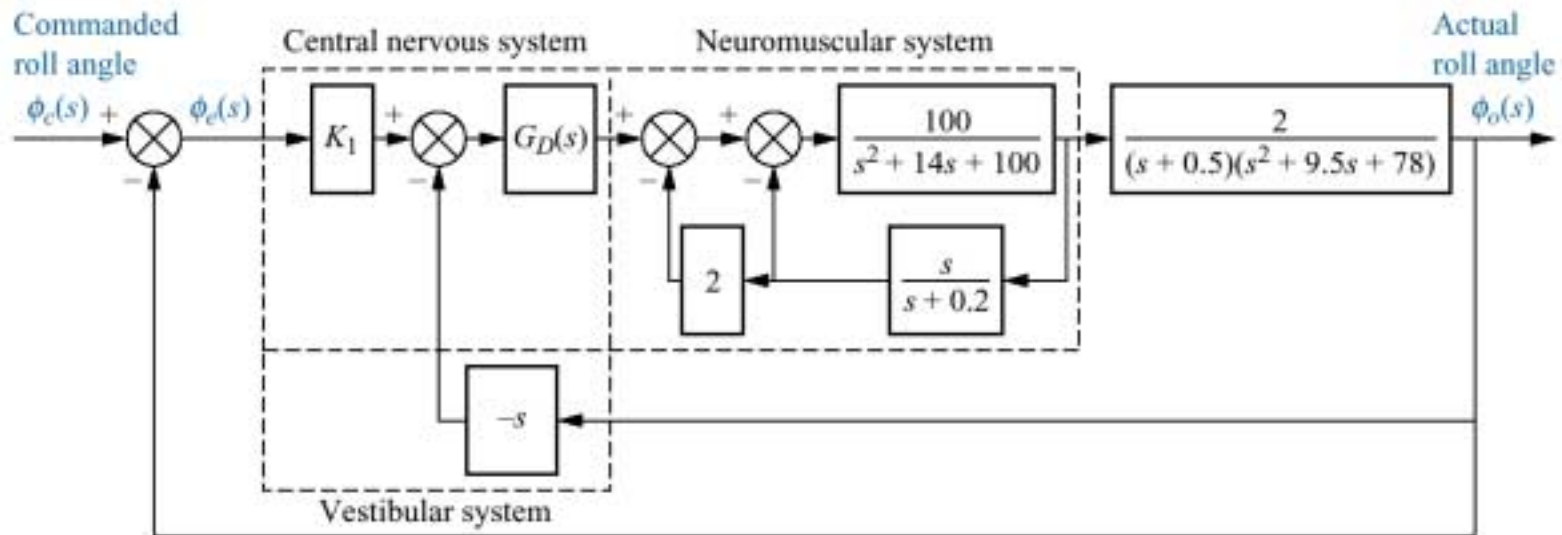 Commanded
roll angle
Central nervous system
Neuromuscular system
Actual
roll angle
ϕc(s) +
ϕe(s)
+
+
+
ϕo(s)
K1
GD(s)
100
s² + 14s + 100
2
(s + 0.5)(s² + 9.5s + 78)
−
−
−
−
2
s
s + 0.2
−s
Vestibular system